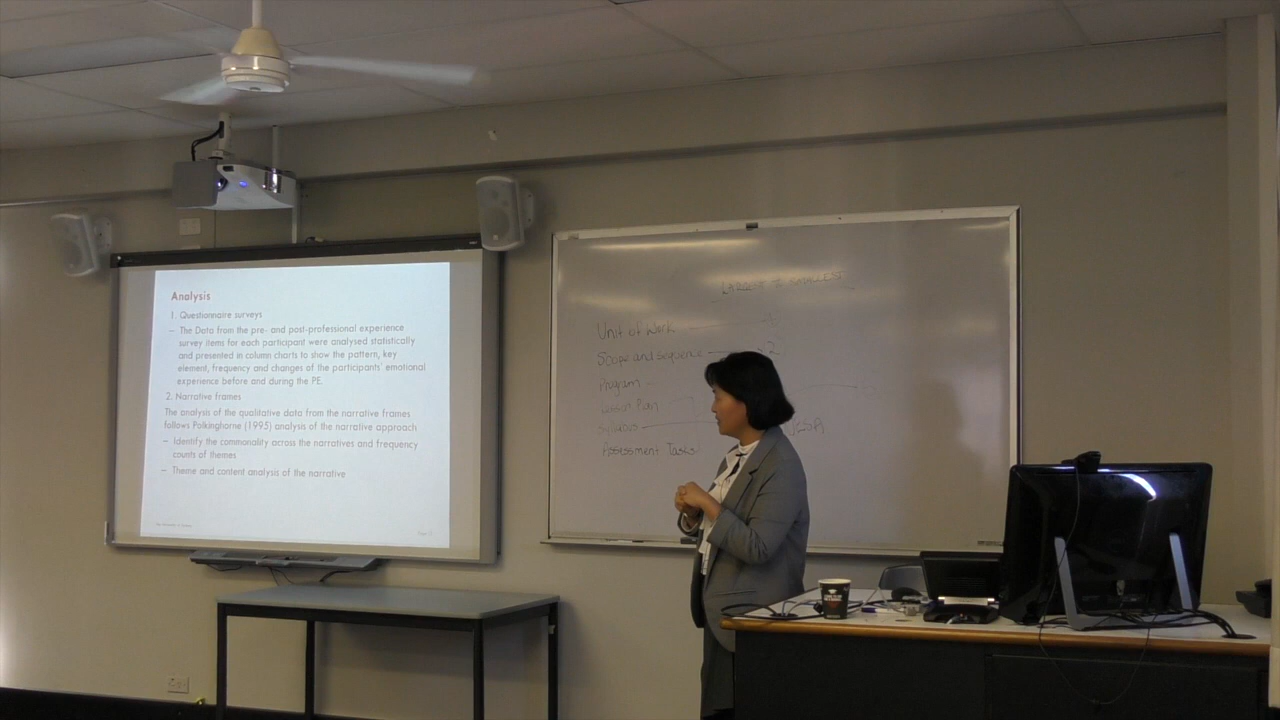 Analysis
1. Questionnaire surveys
– The Data from the pre- and post-professional experience
survey items for each participant were analysed statistically
and presented in column charts to show the pattern, key
element, frequency and changes of the participants' emotional
experience before and during the PE.
2. Narrative frames
The analysis of the qualitative data from the narrative frames
follows Polkinghorne (1995) analysis of the narrative approach
– Identify the commonality across the narratives and frequency
counts of themes
– Theme and content analysis of the narrative
LARGEST to SMALLEST
Unit of Work
Scope and sequence
Program
Lesson Plan
Syllabus
Assessment Tasks